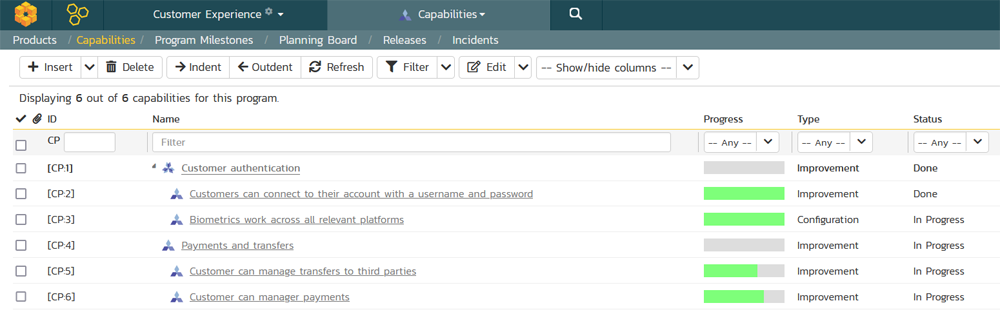 Customer Experience Capabilities
Products / Capabilities / Program Milestones / Planning Board / Releases / Incidents
Insert Delete Indent Outdent Refresh Filter Edit -- Show/hide columns --
Displaying 6 out of 6 capabilities for this program.
ID Name Progress Type Status
CP Filter -- Any -- -- Any -- -- Any --
[CP:1] Customer authentication Improvement Done
[CP:2] Customers can connect to their account with a username and password Improvement Done
[CP:3] Biometrics work across all relevant platforms Configuration In Progress
[CP:4] Payments and transfers Improvement In Progress
[CP:5] Customer can manage transfers to third parties Improvement In Progress
[CP:6] Customer can manager payments Improvement In Progress